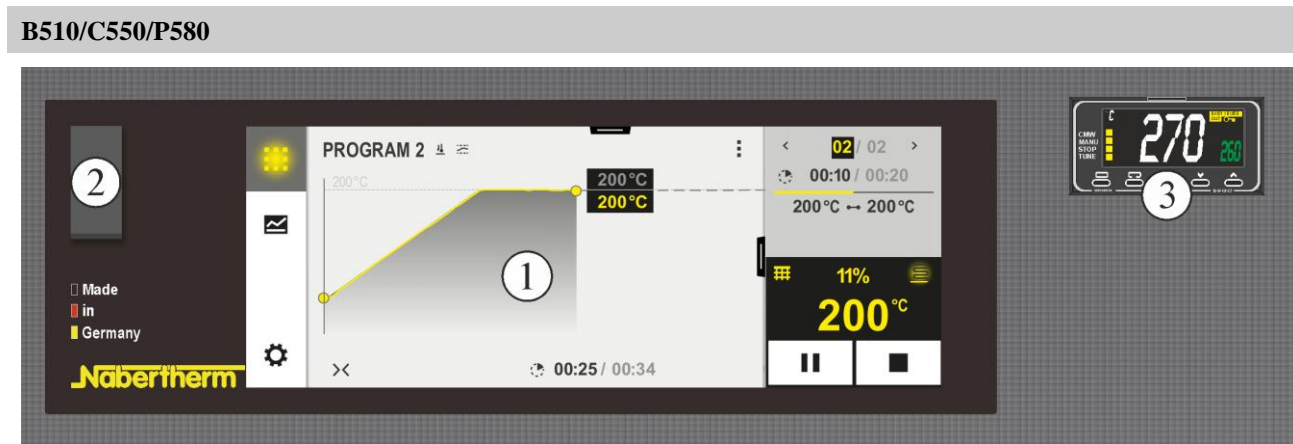 B510/C550/P580
2
Made
in
Germany
Nabertherm
PROGRAM 2
200°C
200°C
200°C
1
00:25 / 00:34
02 / 02
00:10 / 00:20
200°C 200°C
11%
200 °C
C
270
260
CMW
MANU
STOP
TUNE
3